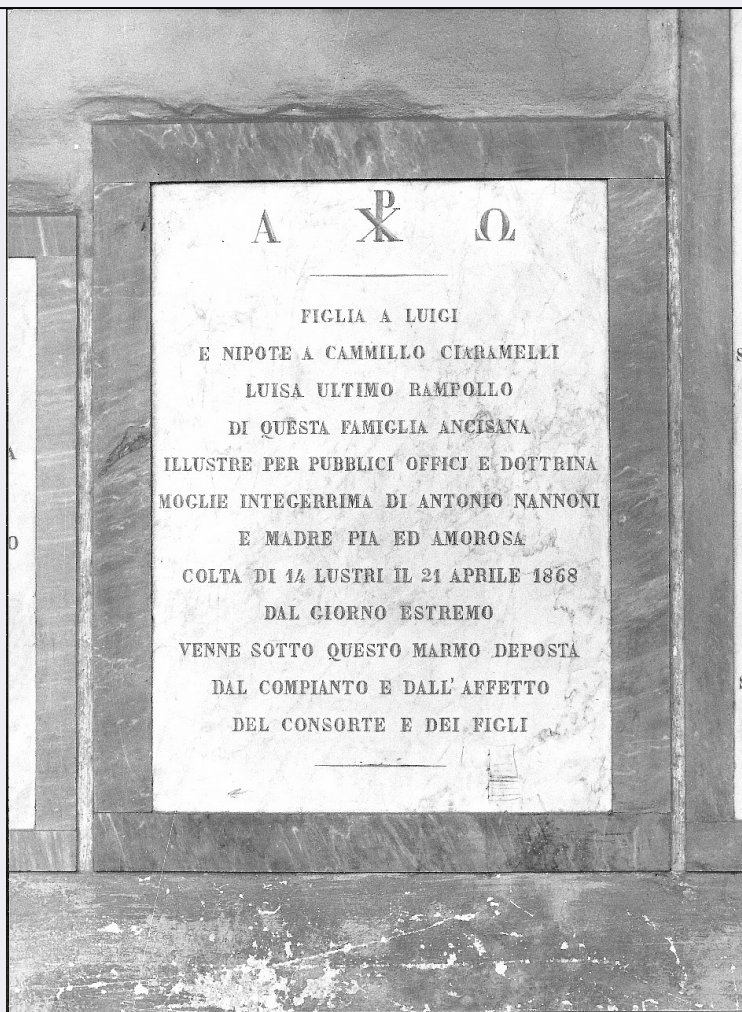 Α ☧ Ω
FIGLIA A LUIGI
E NIPOTE A CAMMILLO CIARAMELLI
LUISA ULTIMO RAMPOLLO
DI QUESTA FAMIGLIA ANCISANA
ILLUSTRE PER PUBBLICI OFFICJ E DOTTRINA
MOGLIE INTEGERRIMA DI ANTONIO NANNONI
E MADRE PIA ED AMOROSA
COLTA DI 14 LUSTRI IL 21 APRILE 1868
DAL GIORNO ESTREMO
VENNE SOTTO QUESTO MARMO DEPOSTA
DAL COMPIANTO E DALL' AFFETTO
DEL CONSORTE E DEI FIGLI